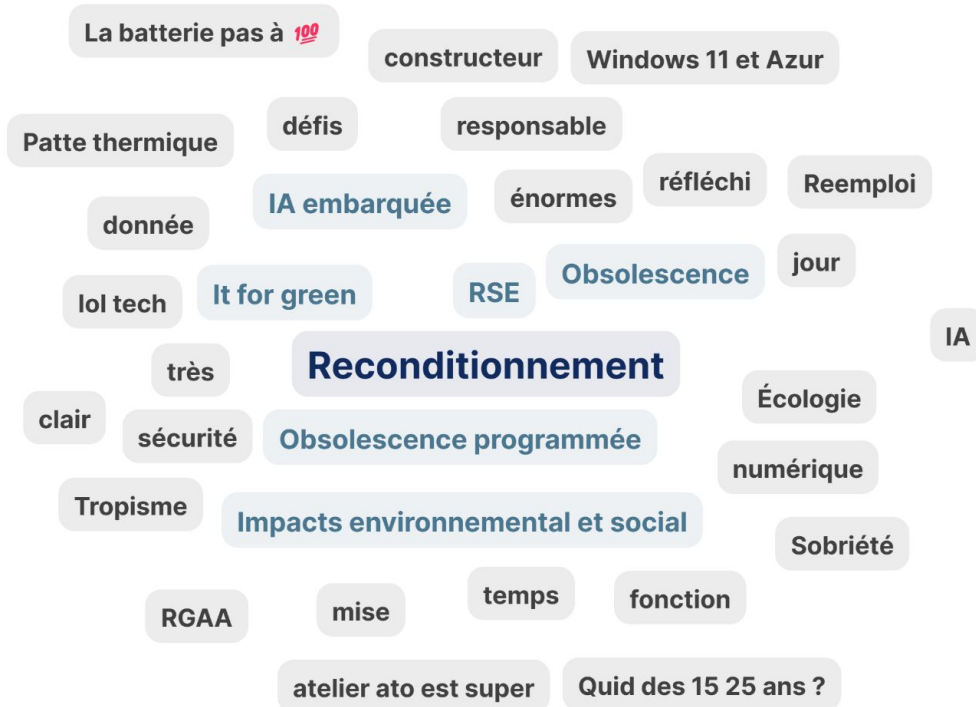 La batterie pas à 💯
constructeur
Windows 11 et Azur
défis
responsable
Patte thermique
IA embarquée
énormes
réfléchi
Reemploi
donnée
Obsolescence
jour
lol tech
It for green
RSE
IA
très
Reconditionnement
Écologie
clair
sécurité
Obsolescence programmée
numérique
Tropisme
Impacts environnemental et social
Sobriété
RGAA
mise
temps
fonction
atelier ato est super
Quid des 15 25 ans ?